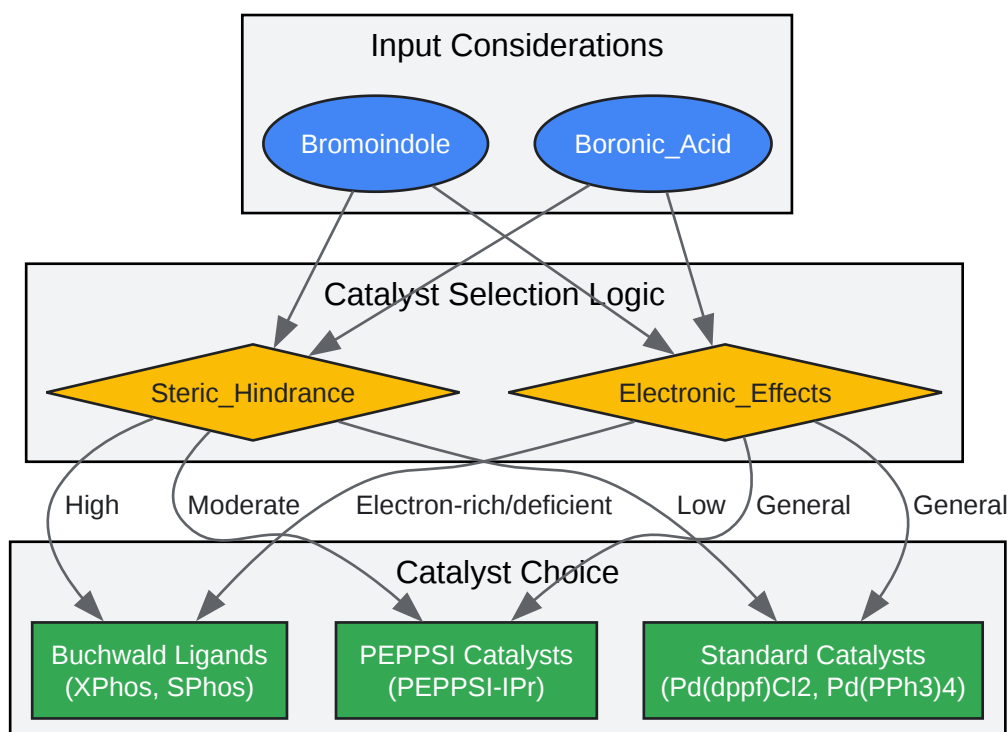 Input Considerations
Bromoindole
Boronic_Acid
Catalyst Selection Logic
Steric_Hindrance
Electronic_Effects
High
Moderate
Electron-rich/deficient
Low
General
General
Catalyst Choice
Buchwald Ligands
(XPhos, SPhos)
PEPPSI Catalysts
(PEPPSI-IPr)
Standard Catalysts
(Pd(dppf)Cl2, Pd(PPh3)4)